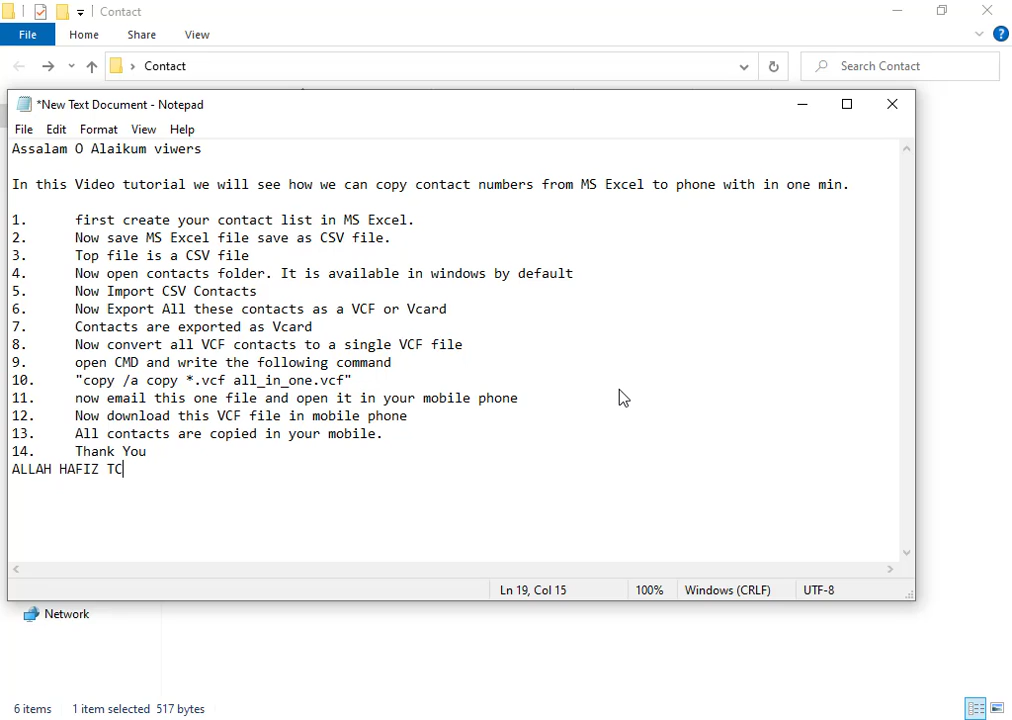 Contact
File Home Share View
Contact
Search Contact
*New Text Document - Notepad
File Edit Format View Help
Assalam O Alaikum viwers
In this Video tutorial we will see how we can copy contact numbers from MS Excel to phone with in one min.
1. first create your contact list in MS Excel.
2. Now save MS Excel file save as CSV file.
3. Top file is a CSV file
4. Now open contacts folder. It is available in windows by default
5. Now Import CSV Contacts
6. Now Export All these contacts as a VCF or Vcard
7. Contacts are exported as Vcard
8. Now convert all VCF contacts to a single VCF file
9. open CMD and write the following command
10. "copy /a copy *.vcf all_in_one.vcf"
11. now email this one file and open it in your mobile phone
12. Now download this VCF file in mobile phone
13. All contacts are copied in your mobile.
14. Thank You
ALLAH HAFIZ TC
Ln 19, Col 15 100% Windows (CRLF) UTF-8
Network
6 items 1 item selected 517 bytes